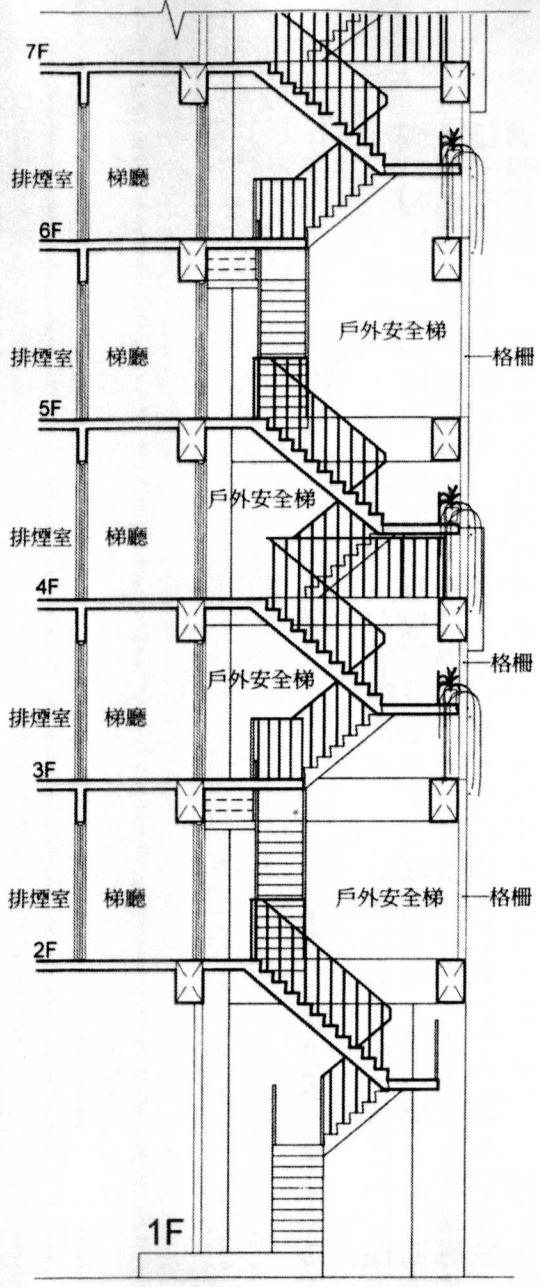 7F
排煙室 梯廳
6F
戶外安全梯
排煙室 梯廳 格柵
5F
戶外安全梯
排煙室 梯廳
4F
格柵
戶外安全梯
排煙室 梯廳
3F
排煙室 梯廳 戶外安全梯 格柵
2F
1F